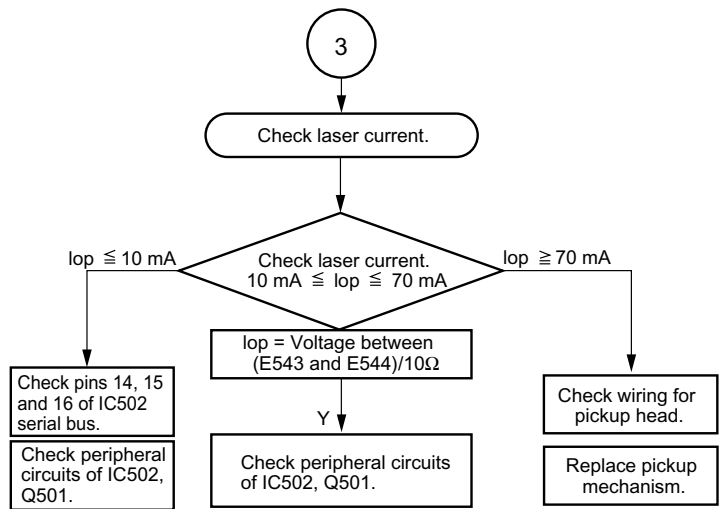 3
Check laser current.
Iop ≦ 10 mA
Check laser current.
10 mA ≦ Iop ≦ 70 mA
Iop ≧ 70 mA
Iop = Voltage between
(E543 and E544)/10Ω
Check pins 14, 15
and 16 of IC502
serial bus.
Check peripheral
circuits of IC502,
Q501.
Y
Check peripheral circuits
of IC502, Q501.
Check wiring for
pickup head.
Replace pickup
mechanism.